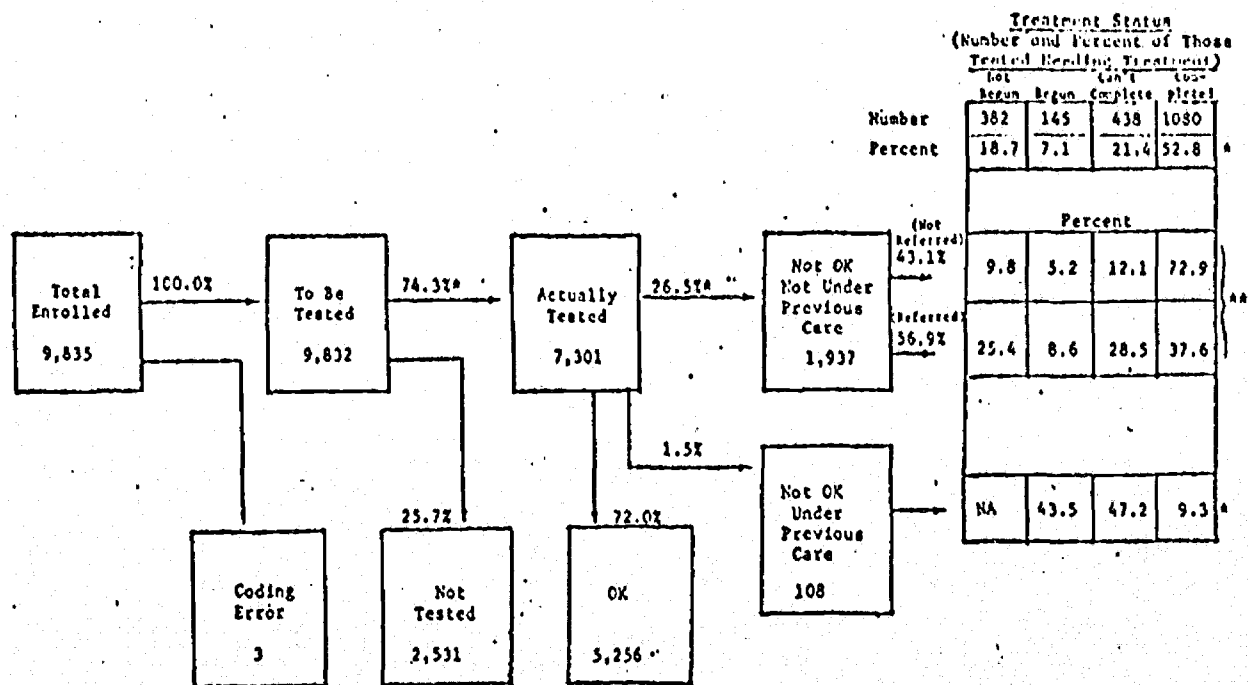 Treatment Status
(Number and Percent of Those
Tested Needing Treatment)
Not Begun Can't Com-
Begun Complete pleted
Number 382 145 438 1080
Percent 18.7 7.1 21.4 52.8 *
Percent
Total
Enrolled
9,835
100.0%
To Be
Tested
9,832
74.3%*
Actually
Tested
7,301
26.5%*
Not OK
Not Under
Previous
Care
1,937
(Not
Referred)
43.1%
9.8 5.2 12.1 72.9
(Referred)
56.9%
25.4 8.6 28.5 37.6
**
1.5%
Not OK
Under
Previous
Care
108
NA 43.5 47.2 9.3 *
Coding
Error
3
25.7%
Not
Tested
2,531
72.0%
OK
5,256